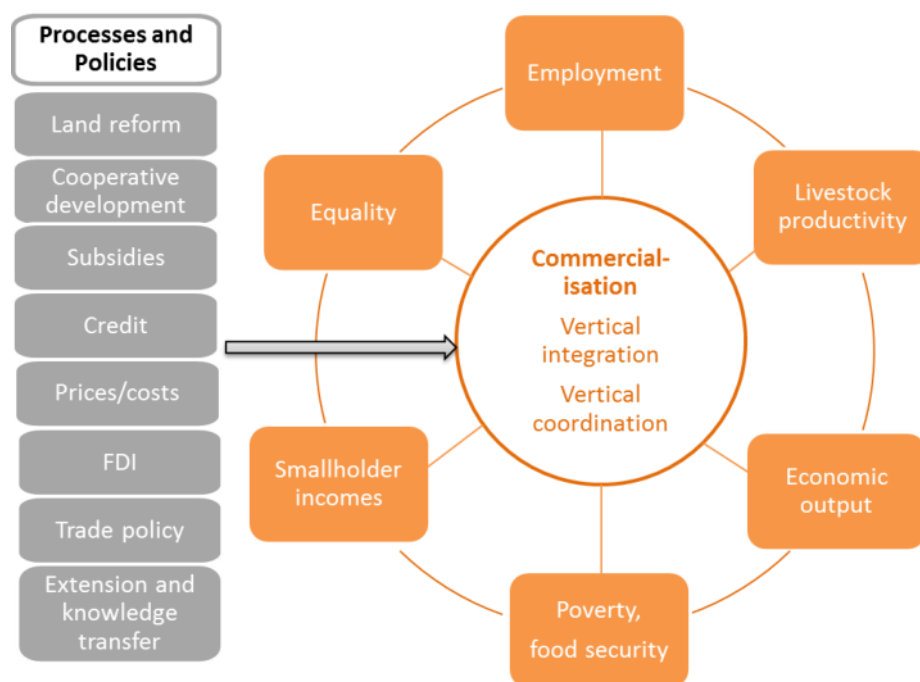 Processes and
Policies
Land reform
Cooperative
development
Subsidies
Credit
Prices/costs
FDI
Trade policy
Extension and
knowledge
transfer
Employment
Livestock
productivity
Economic
output
Poverty,
food security
Smallholder
incomes
Equality
Commercial-
isation
Vertical
integration
Vertical
coordination